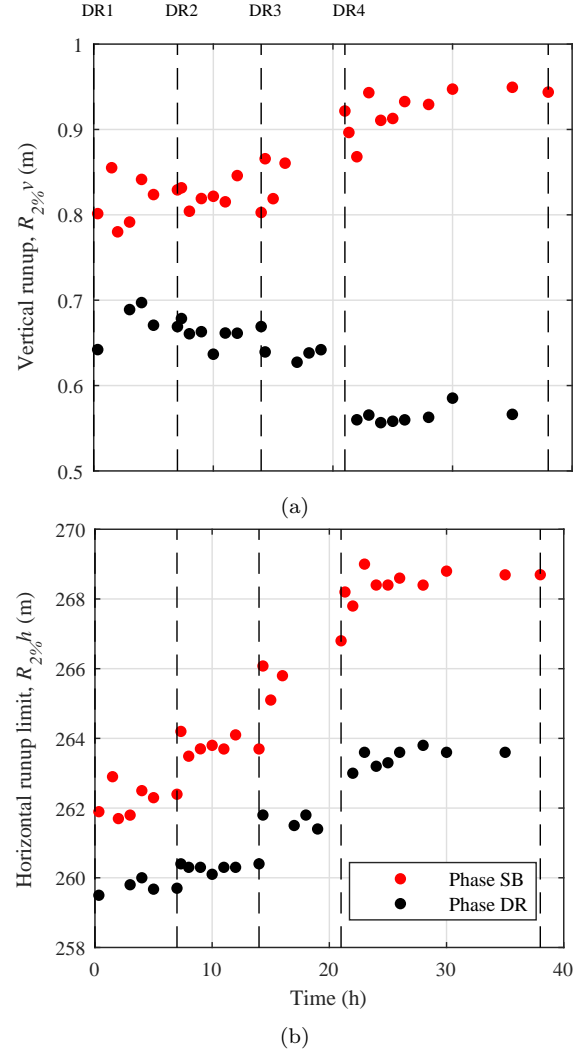 DR1 DR2 DR3 DR4
1
0.9
0.8
0.7
0.6
0.5
Vertical runup, R2%v (m)
(a)
270
268
266
264
262
260
258
Horizontal runup limit, R2%h (m)
Phase SB
Phase DR
0 10 20 30 40
Time (h)
(b)